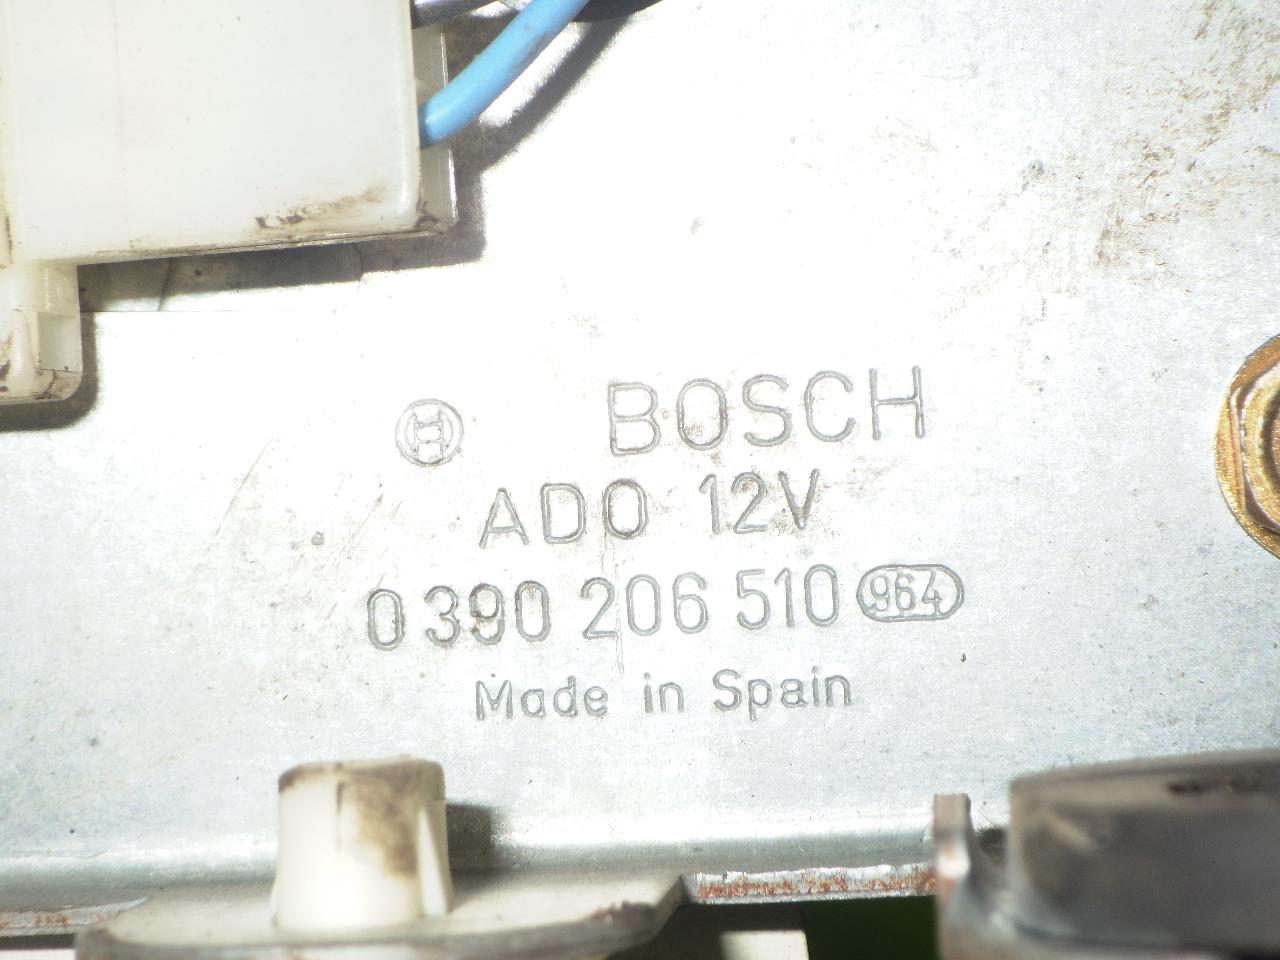 BOSCH
ADO 12V
0 390 206 510 964
Made in Spain